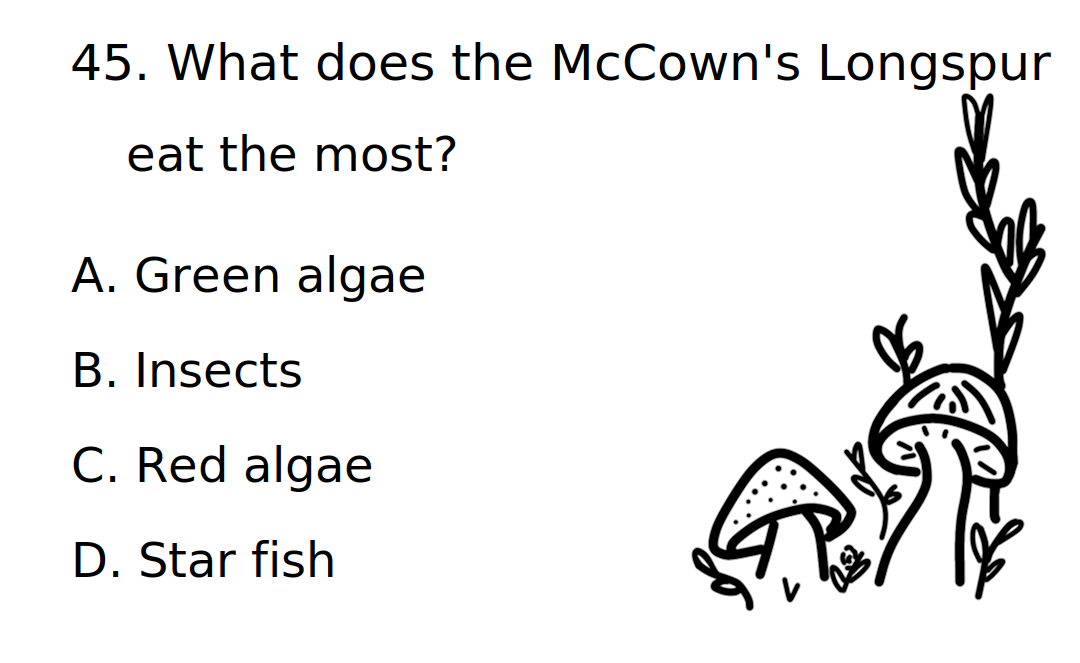 45. What does the McCown's Longspur
eat the most?
A. Green algae
B. Insects
C. Red algae
D. Star fish